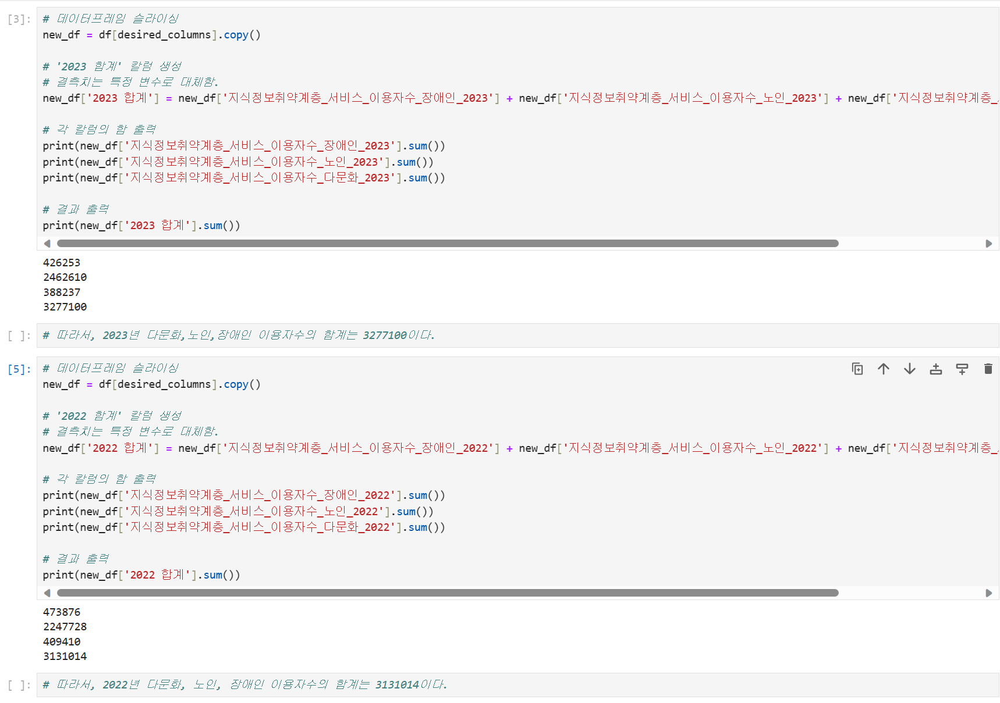 [3]:
# 데이터프레임 슬라이싱
new_df = df[desired_columns].copy()
# '2023 합계' 칼럼 생성
# 결측치는 특정 변수로 대체함.
new_df['2023 합계'] = new_df['지식정보취약계층_서비스_이용자수_장애인_2023'] + new_df['지식정보취약계층_서비스_이용자수_노인_2023'] + new_df['지식정보취약계층_
# 각 칼럼의 합 출력
print(new_df['지식정보취약계층_서비스_이용자수_장애인_2023'].sum())
print(new_df['지식정보취약계층_서비스_이용자수_노인_2023'].sum())
print(new_df['지식정보취약계층_서비스_이용자수_다문화_2023'].sum())
# 결과 출력
print(new_df['2023 합계'].sum())
426253
2462610
388237
3277100
[ ]: # 따라서, 2023년 다문화,노인,장애인 이용자수의 합계는 3277100이다.
[5]:
# 데이터프레임 슬라이싱
new_df = df[desired_columns].copy()
# '2022 합계' 칼럼 생성
# 결측치는 특정 변수로 대체함.
new_df['2022 합계'] = new_df['지식정보취약계층_서비스_이용자수_장애인_2022'] + new_df['지식정보취약계층_서비스_이용자수_노인_2022'] + new_df['지식정보취약계층_
# 각 칼럼의 합 출력
print(new_df['지식정보취약계층_서비스_이용자수_장애인_2022'].sum())
print(new_df['지식정보취약계층_서비스_이용자수_노인_2022'].sum())
print(new_df['지식정보취약계층_서비스_이용자수_다문화_2022'].sum())
# 결과 출력
print(new_df['2022 합계'].sum())
473876
2247728
409410
3131014
[ ]: # 따라서, 2022년 다문화, 노인, 장애인 이용자수의 합계는 3131014이다.